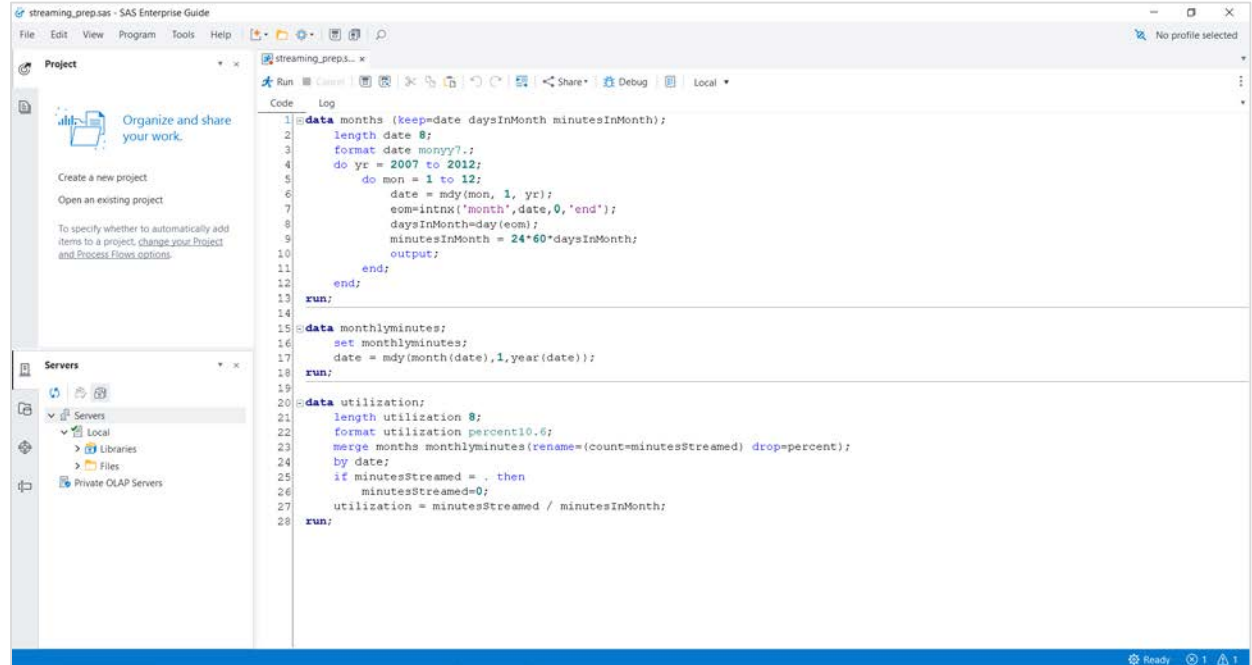 streaming_prep.sas - SAS Enterprise Guide
File Edit View Program Tools Help
No profile selected
Project
Organize and share
your work.
Create a new project
Open an existing project
To specify whether to automatically add
items to a project, change your Project
and Process Flows options.
Servers
Servers
Local
Libraries
Files
Private OLAP Servers
streaming_prep.s...
Run Cancel Share Debug Local
Code Log
1 data months (keep=date daysInMonth minutesInMonth);
2 length date 8;
3 format date monyy7.;
4 do yr = 2007 to 2012;
5 do mon = 1 to 12;
6 date = mdy(mon, 1, yr);
7 eom=intnx('month',date,0,'end');
8 daysInMonth=day(eom);
9 minutesInMonth = 24*60*daysInMonth;
10 output;
11 end;
12 end;
13 run;
14
15 data monthlyminutes;
16 set monthlyminutes;
17 date = mdy(month(date),1,year(date));
18 run;
19
20 data utilization;
21 length utilization 8;
22 format utilization percent10.6;
23 merge months monthlyminutes(rename=(count=minutesStreamed) drop=percent);
24 by date;
25 if minutesStreamed = . then
26 minutesStreamed=0;
27 utilization = minutesStreamed / minutesInMonth;
28 run;
Ready 1 1